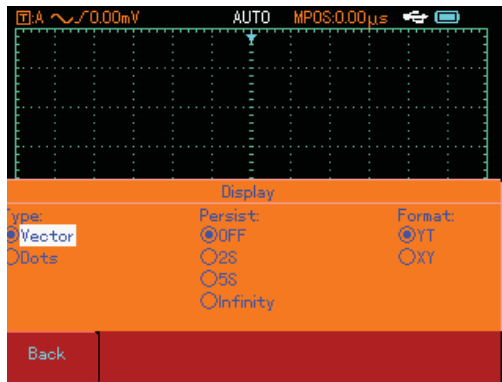 T:A 0.00mV AUTO MPOS:0.00μs
Display
Type: Persist: Format:
Vector OFF YT
Dots 2S XY
5S
Infinity
Back